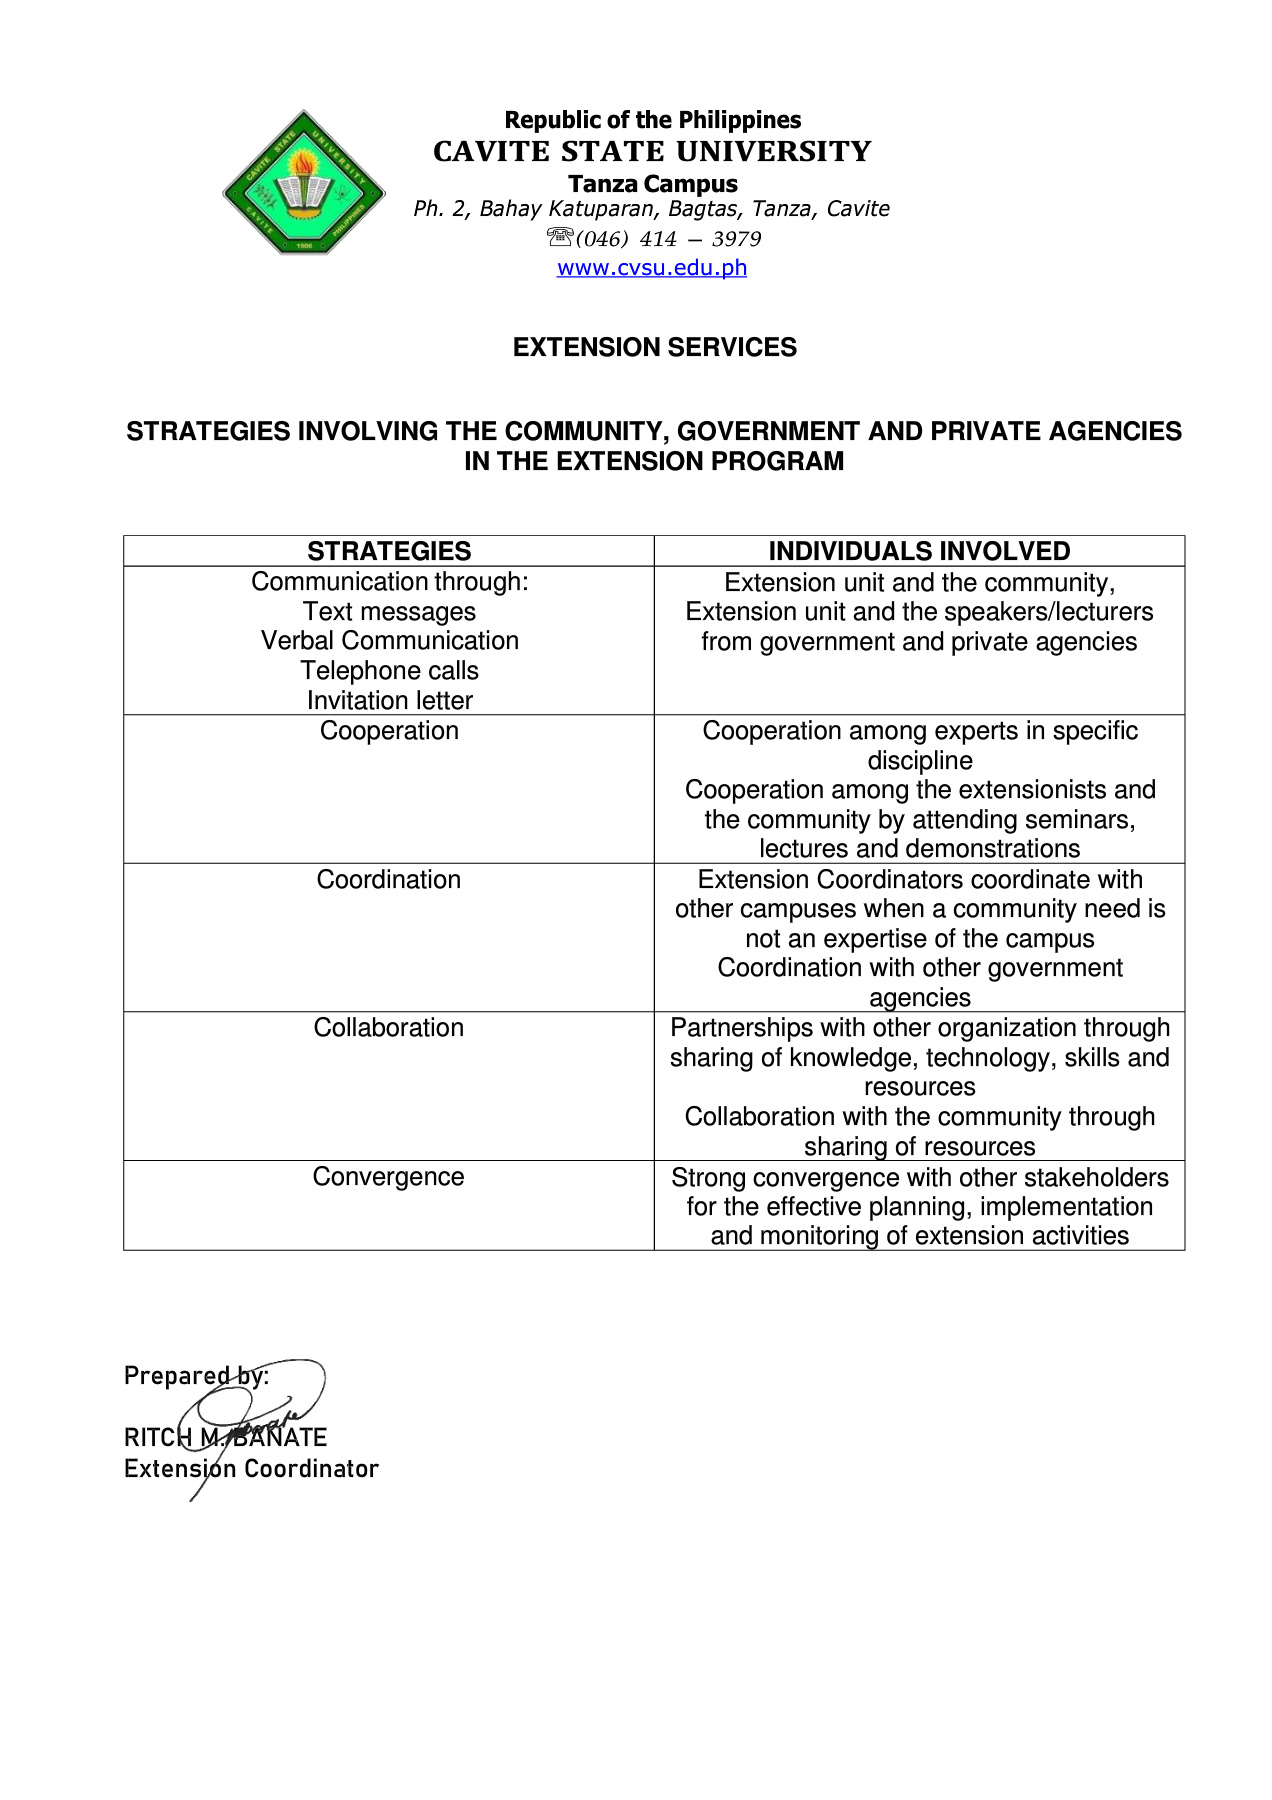 Republic of the Philippines
CAVITE STATE UNIVERSITY
Tanza Campus
Ph. 2, Bahay Katuparan, Bagtas, Tanza, Cavite
☏(046) 414 – 3979
www.cvsu.edu.ph
CAVITE STATE UNIVERSITY
CAVITE PHILIPPINES
1906
EXTENSION SERVICES
STRATEGIES INVOLVING THE COMMUNITY, GOVERNMENT AND PRIVATE AGENCIES
IN THE EXTENSION PROGRAM
STRATEGIES
INDIVIDUALS INVOLVED
Communication through:
Text messages
Verbal Communication
Telephone calls
Invitation letter
Extension unit and the community,
Extension unit and the speakers/lecturers
from government and private agencies
Cooperation
Cooperation among experts in specific
discipline
Cooperation among the extensionists and
the community by attending seminars,
lectures and demonstrations
Coordination
Extension Coordinators coordinate with
other campuses when a community need is
not an expertise of the campus
Coordination with other government
agencies
Collaboration
Partnerships with other organization through
sharing of knowledge, technology, skills and
resources
Collaboration with the community through
sharing of resources
Convergence
Strong convergence with other stakeholders
for the effective planning, implementation
and monitoring of extension activities
Prepared by:
RITCH M. BANATE
Extension Coordinator